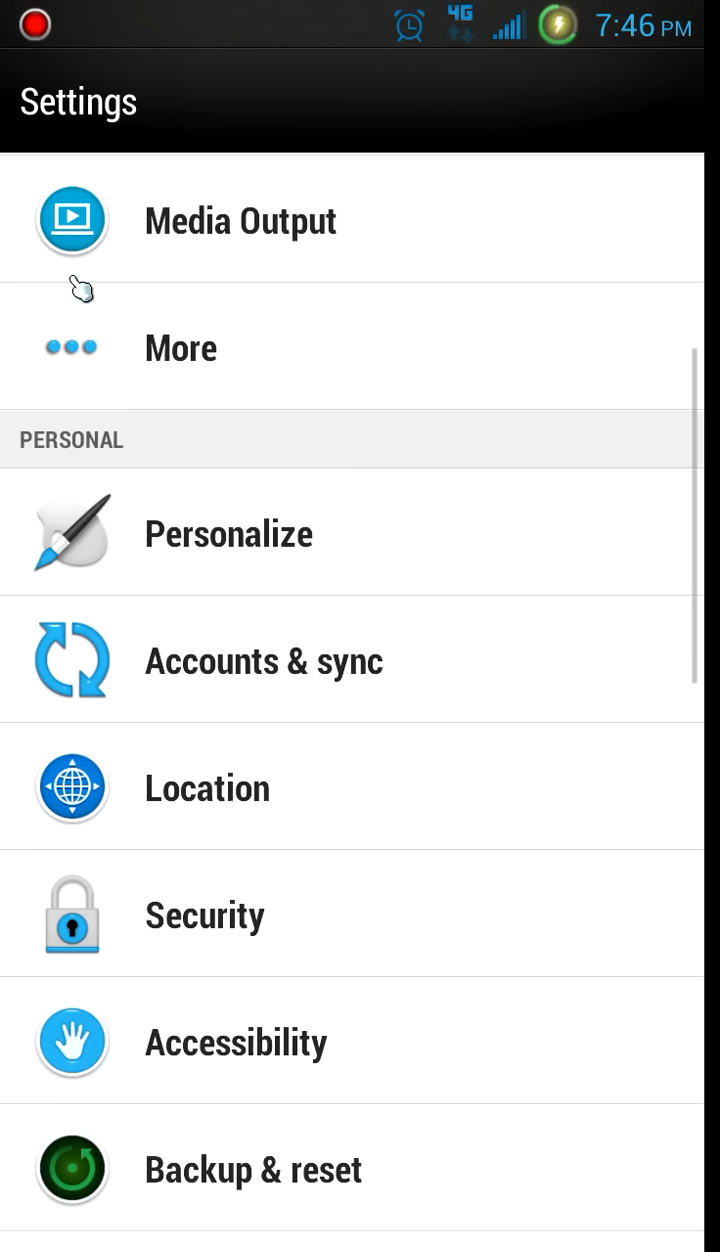 4G
7:46 PM
Settings
Media Output
More
PERSONAL
Personalize
Accounts & sync
Location
Security
Accessibility
Backup & reset